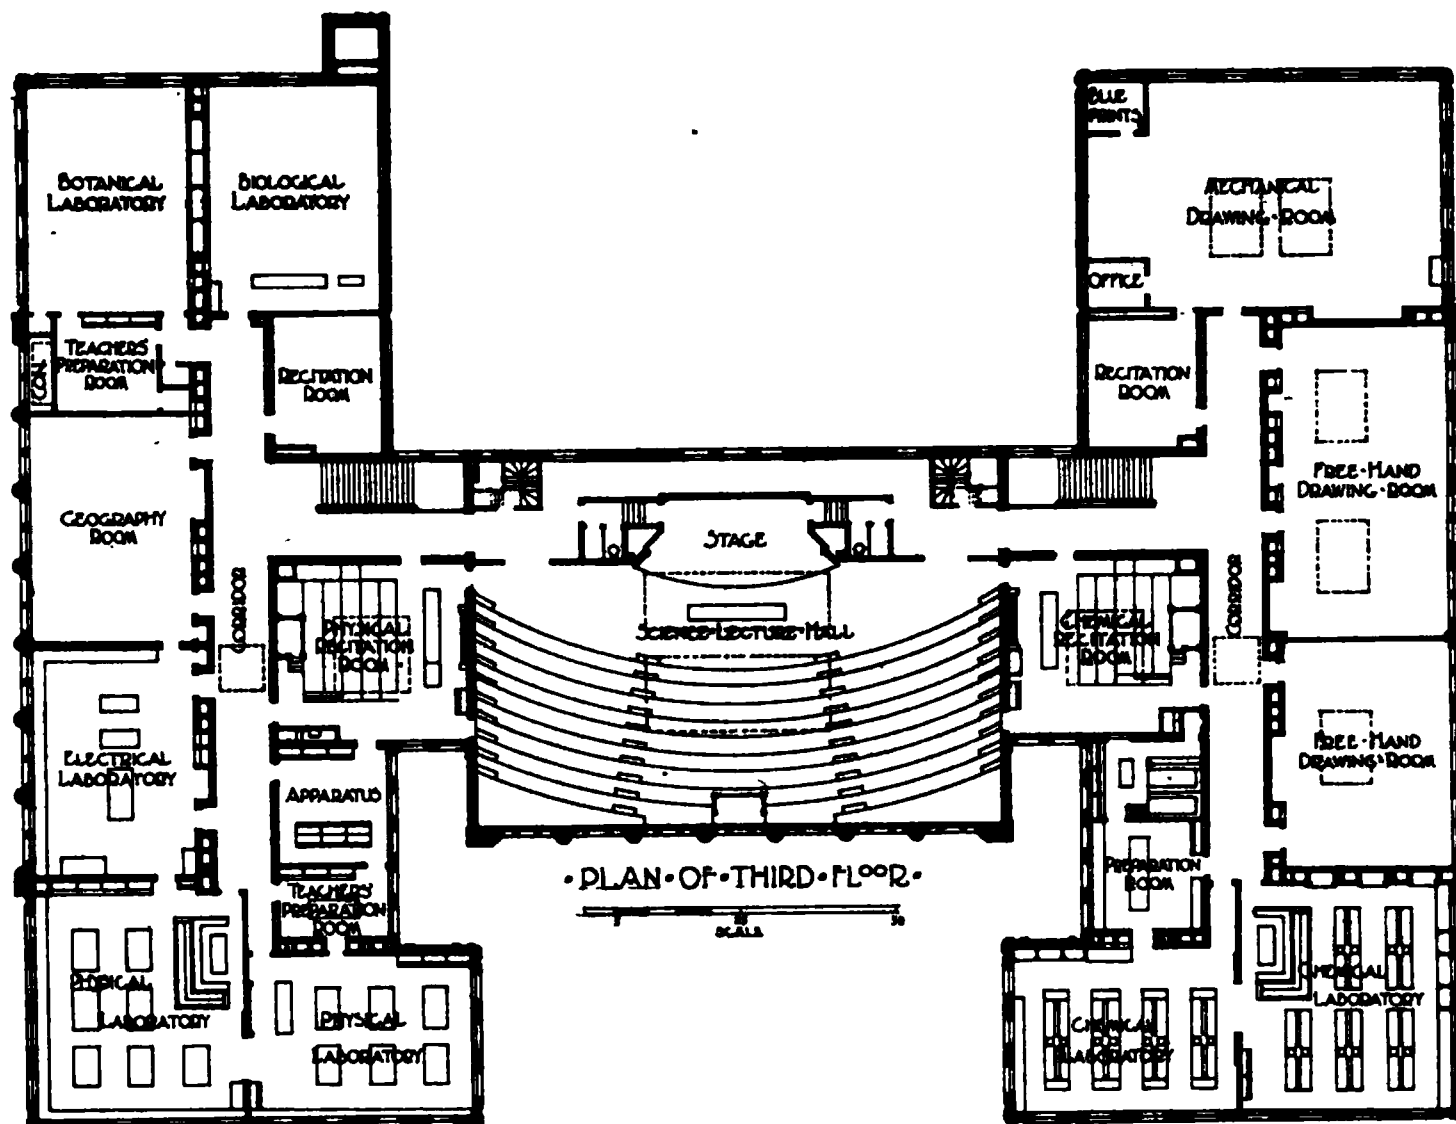 BLUE
PRINTS
BOTANICAL
LABORATORY
BIOLOGICAL
LABORATORY
MECHANICAL
DRAWING·ROOM
OFFICE
TEACHERS'
PREPARATION
ROOM
CON.
RECITATION
ROOM
RECITATION
ROOM
GEOGRAPHY
ROOM
FREE·HAND
DRAWING·ROOM
STAGE
CORRIDOR
PHYSICAL
RECITATION
ROOM
SCIENCE·LECTURE·HALL
CHEMICAL
RECITATION
ROOM
CORRIDOR
ELECTRICAL
LABORATORY
FREE·HAND
DRAWING·ROOM
APPARATUS
·PLAN·OF·THIRD·FLOOR·
SCALE
TEACHERS'
PREPARATION
ROOM
PREPARATION
ROOM
PHYSICAL
LABORATORY
PHYSICAL
LABORATORY
CHEMICAL
LABORATORY
CHEMICAL
LABORATORY